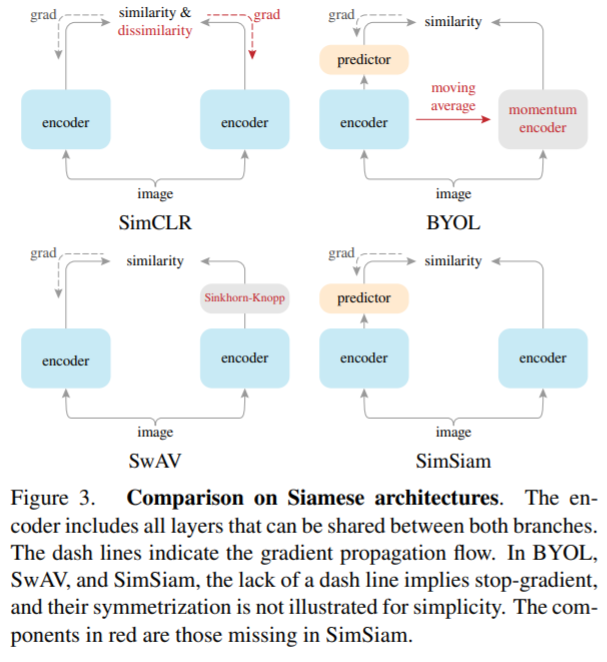 grad
similarity &
dissimilarity
grad
encoder
encoder
image
SimCLR
grad
similarity
predictor
encoder
moving
average
momentum
encoder
image
BYOL
grad
similarity
Sinkhorn-Knopp
encoder
encoder
image
SwAV
grad
similarity
predictor
encoder
encoder
image
SimSiam
Figure 3. Comparison on Siamese architectures. The en-
coder includes all layers that can be shared between both branches.
The dash lines indicate the gradient propagation flow. In BYOL,
SwAV, and SimSiam, the lack of a dash line implies stop-gradient,
and their symmetrization is not illustrated for simplicity. The com-
ponents in red are those missing in SimSiam.